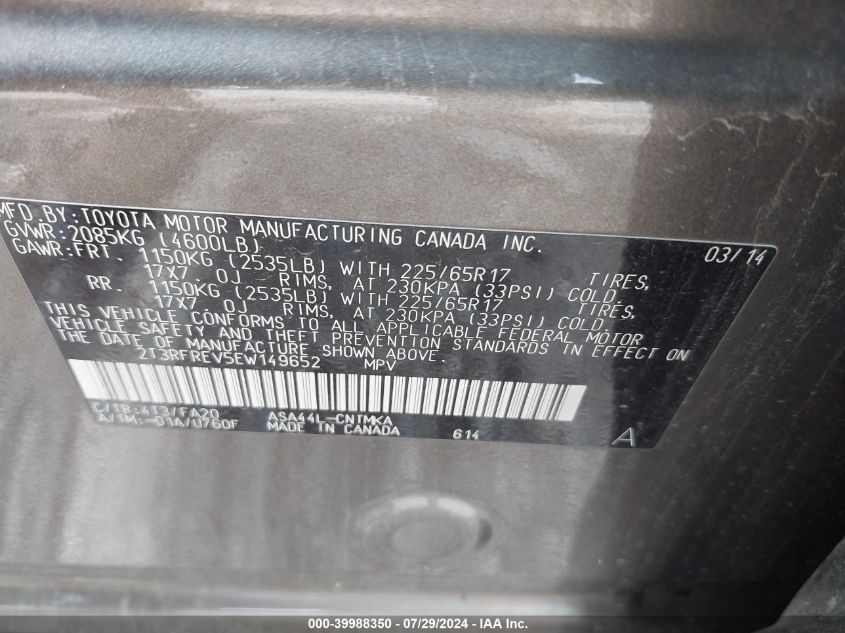 MFD.BY:TOYOTA MOTOR MANUFACTURING CANADA INC. 03/14
GVWR:2085KG (4600LB)
GAWR:FRT. 1150KG (2535LB) WITH 225/65R17 TIRES,
17X7 OJ RIMS, AT 230KPA (33PSI) COLD
RR. 1150KG (2535LB) WITH 225/65R17 TIRES,
17X7 OJ RIMS, AT 230KPA (33PSI) COLD
THIS VEHICLE CONFORMS TO ALL APPLICABLE FEDERAL MOTOR
VEHICLE SAFETY AND THEFT PREVENTION STANDARDS IN EFFECT ON
THE DATE OF MANUFACTURE SHOWN ABOVE.
2T3RFREV5EW149652 MPV
C/TR:4T3/FA20 ASA44L-CNTMKA
A/TM:-01A/U760F MADE IN CANADA 614 A
000-39988350 / 07/29/2024 - IAA Inc.